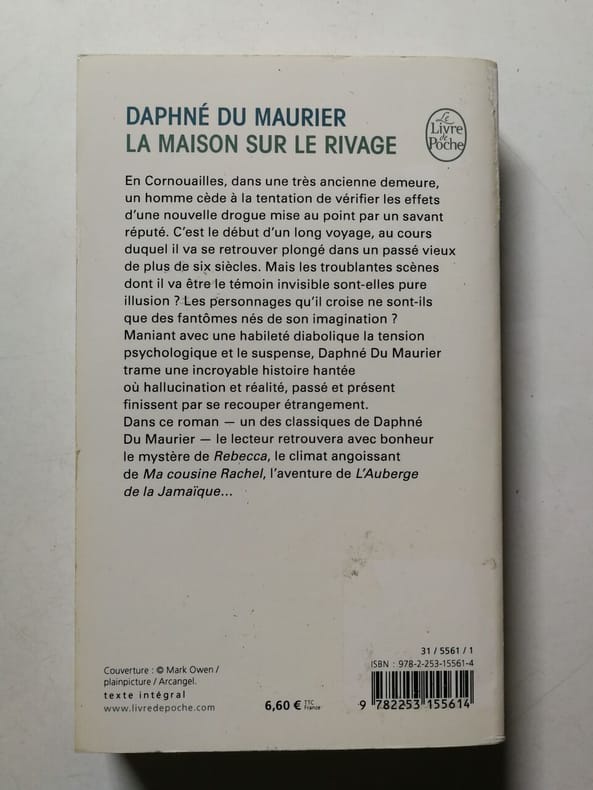 DAPHNÉ DU MAURIER
LA MAISON SUR LE RIVAGE
Le
Livre
de
Poche
En Cornouailles, dans une très ancienne demeure,
un homme cède à la tentation de vérifier les effets
d'une nouvelle drogue mise au point par un savant
réputé. C'est le début d'un long voyage, au cours
duquel il va se retrouver plongé dans un passé vieux
de plus de six siècles. Mais les troublantes scènes
dont il va être le témoin invisible sont-elles pure
illusion ? Les personnages qu'il croise ne sont-ils
que des fantômes nés de son imagination ?
Maniant avec une habileté diabolique la tension
psychologique et le suspense, Daphné Du Maurier
trame une incroyable histoire hantée
où hallucination et réalité, passé et présent
finissent par se recouper étrangement.
Dans ce roman — un des classiques de Daphné
Du Maurier — le lecteur retrouvera avec bonheur
le mystère de Rebecca, le climat angoissant
de Ma cousine Rachel, l'aventure de L'Auberge
de la Jamaïque...
Couverture : © Mark Owen /
plainpicture / Arcangel.
texte intégral
www.livredepoche.com
6,60 € TTC
France
31 / 5561 / 1
ISBN : 978-2-253-15561-4
9 782253 155614